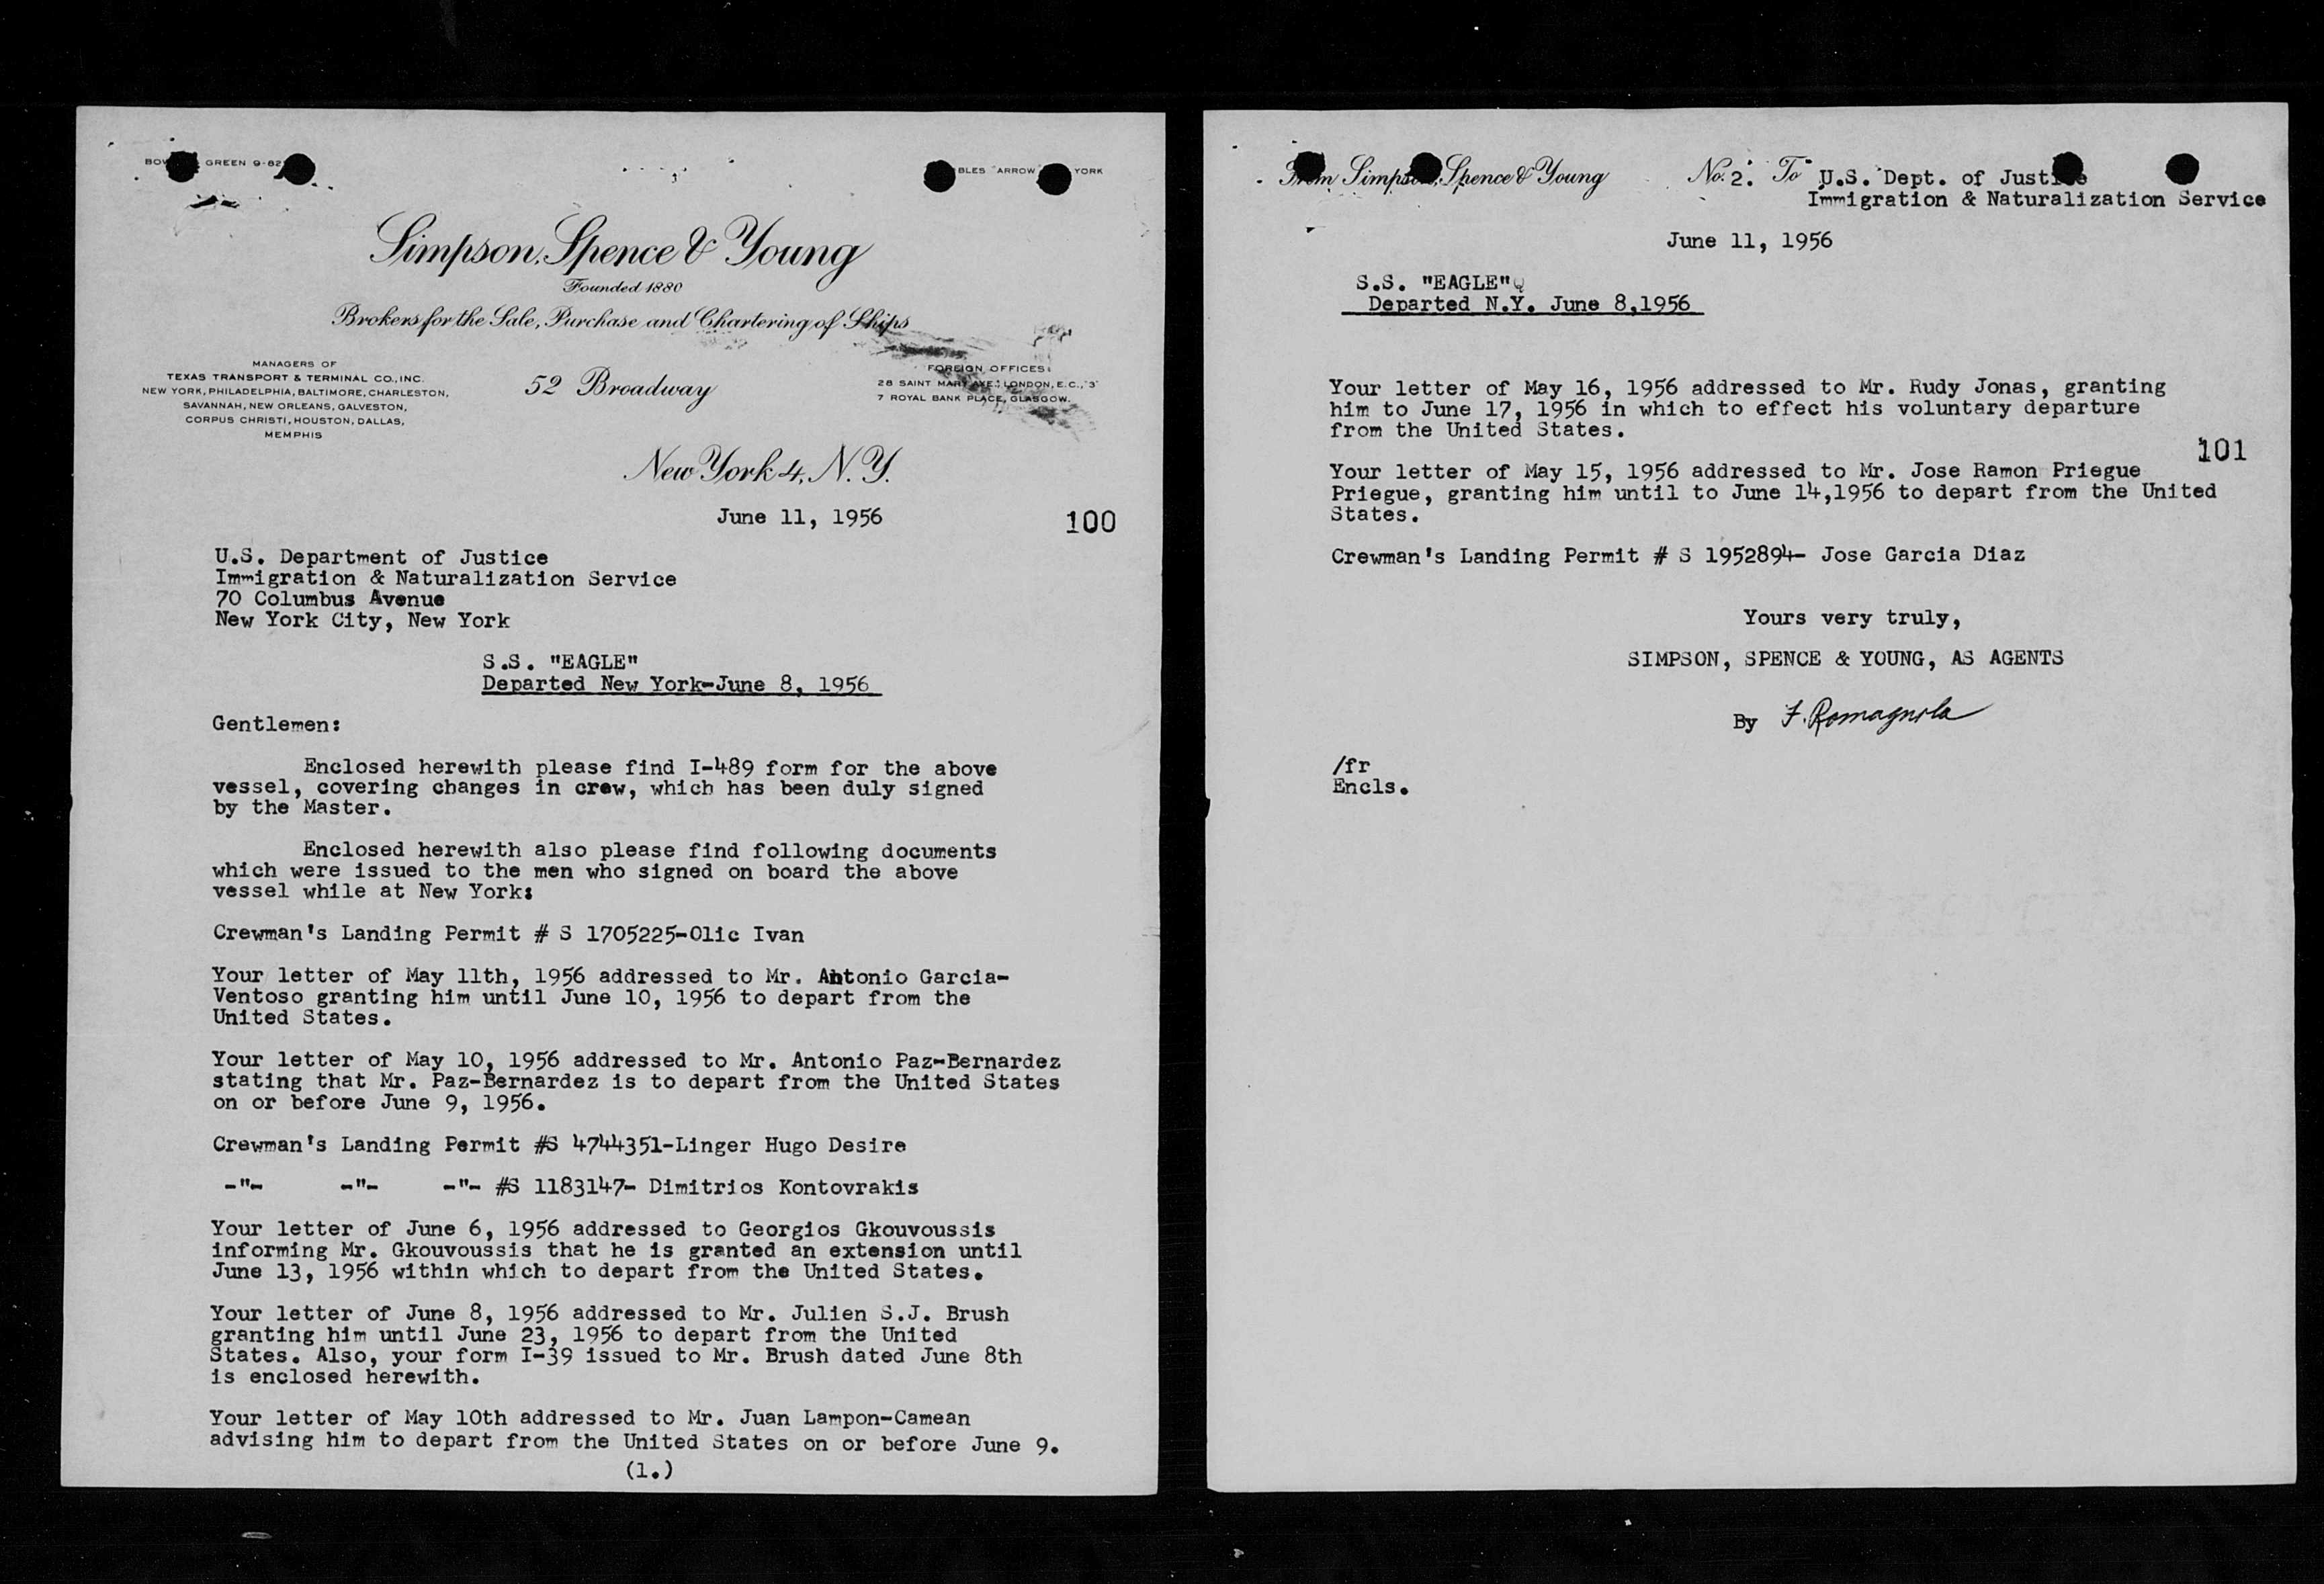 GREEN 9-82
BLES "ARROW" YORK
Simpson, Spence & Young
Founded 1880
Brokers for the Sale, Purchase and Chartering of Ships
MANAGERS OF
TEXAS TRANSPORT & TERMINAL CO., INC.
NEW YORK, PHILADELPHIA, BALTIMORE, CHARLESTON,
SAVANNAH, NEW ORLEANS, GALVESTON,
CORPUS CHRISTI, HOUSTON, DALLAS,
MEMPHIS
52 Broadway
FOREIGN OFFICES:
28 SAINT MARY AXE, LONDON, E.C., 3
7 ROYAL BANK PLACE, GLASGOW.
New York 4, N.Y.
June 11, 1956
100
U.S. Department of Justice
Immigration & Naturalization Service
70 Columbus Avenue
New York City, New York
S.S. "EAGLE"
Departed New York-June 8, 1956
Gentlemen:
Enclosed herewith please find I-489 form for the above
vessel, covering changes in crew, which has been duly signed
by the Master.
Enclosed herewith also please find following documents
which were issued to the men who signed on board the above
vessel while at New York:
Crewman's Landing Permit # S 1705225-Olic Ivan
Your letter of May 11th, 1956 addressed to Mr. Antonio Garcia-
Ventoso granting him until June 10, 1956 to depart from the
United States.
Your letter of May 10, 1956 addressed to Mr. Antonio Paz-Bernardez
stating that Mr. Paz-Bernardez is to depart from the United States
on or before June 9, 1956.
Crewman's Landing Permit #S 4744351-Linger Hugo Desire
-"- -"- -"- #S 1183147- Dimitrios Kontovrakis
Your letter of June 6, 1956 addressed to Georgios Gkouvoussis
informing Mr. Gkouvoussis that he is granted an extension until
June 13, 1956 within which to depart from the United States.
Your letter of June 8, 1956 addressed to Mr. Julien S.J. Brush
granting him until June 23, 1956 to depart from the United
States. Also, your form I-39 issued to Mr. Brush dated June 8th
is enclosed herewith.
Your letter of May 10th addressed to Mr. Juan Lampon-Camean
advising him to depart from the United States on or before June 9.
(1.)
From Simpson, Spence & Young No. 2. To U.S. Dept. of Justice
Immigration & Naturalization Service
June 11, 1956
S.S. "EAGLE"
Departed N.Y. June 8,1956
Your letter of May 16, 1956 addressed to Mr. Rudy Jonas, granting
him to June 17, 1956 in which to effect his voluntary departure
from the United States.
101
Your letter of May 15, 1956 addressed to Mr. Jose Ramon Priegue
Priegue, granting him until to June 14,1956 to depart from the United
States.
Crewman's Landing Permit # S 1952894- Jose Garcia Diaz
Yours very truly,
SIMPSON, SPENCE & YOUNG, AS AGENTS
By F. Romagnola
/fr
Encls.